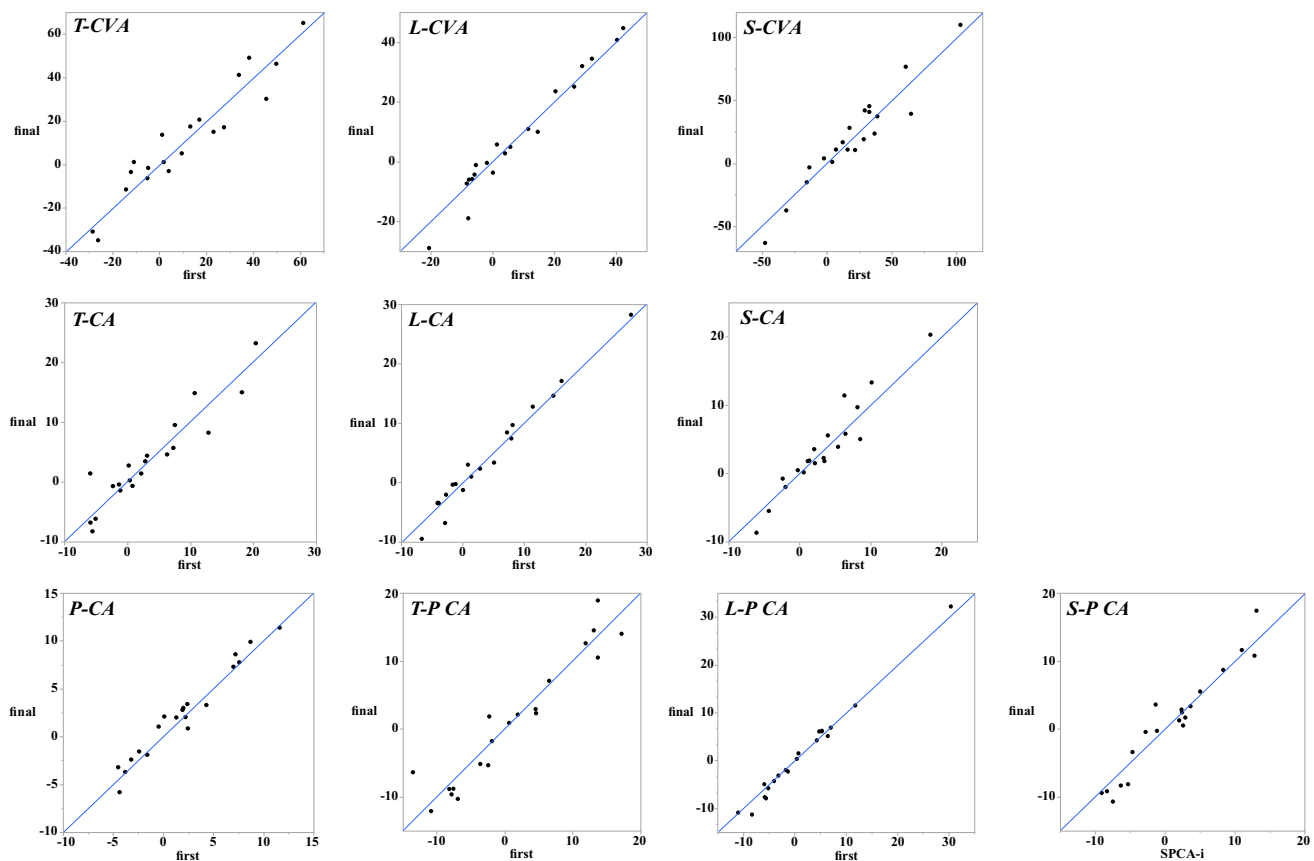 T-CVA
60
40
20
0
-20
-40
final
-40 -20 0 20 40 60
first
L-CVA
40
20
0
-20
final
-20 0 20 40
first
S-CVA
100
50
0
-50
final
-50 0 50 100
first
T-CA
30
20
10
0
-10
final
-10 0 10 20 30
first
L-CA
30
20
10
0
-10
final
-10 0 10 20 30
first
S-CA
20
10
0
-10
final
-10 0 10 20
first
P-CA
15
10
5
0
-5
-10
final
-10 -5 0 5 10 15
first
T-P CA
20
10
0
-10
final
-10 0 10 20
first
L-P CA
30
20
10
0
-10
final
-10 0 10 20 30
first
S-P CA
20
10
0
-10
final
-10 0 10 20
SPCA-i